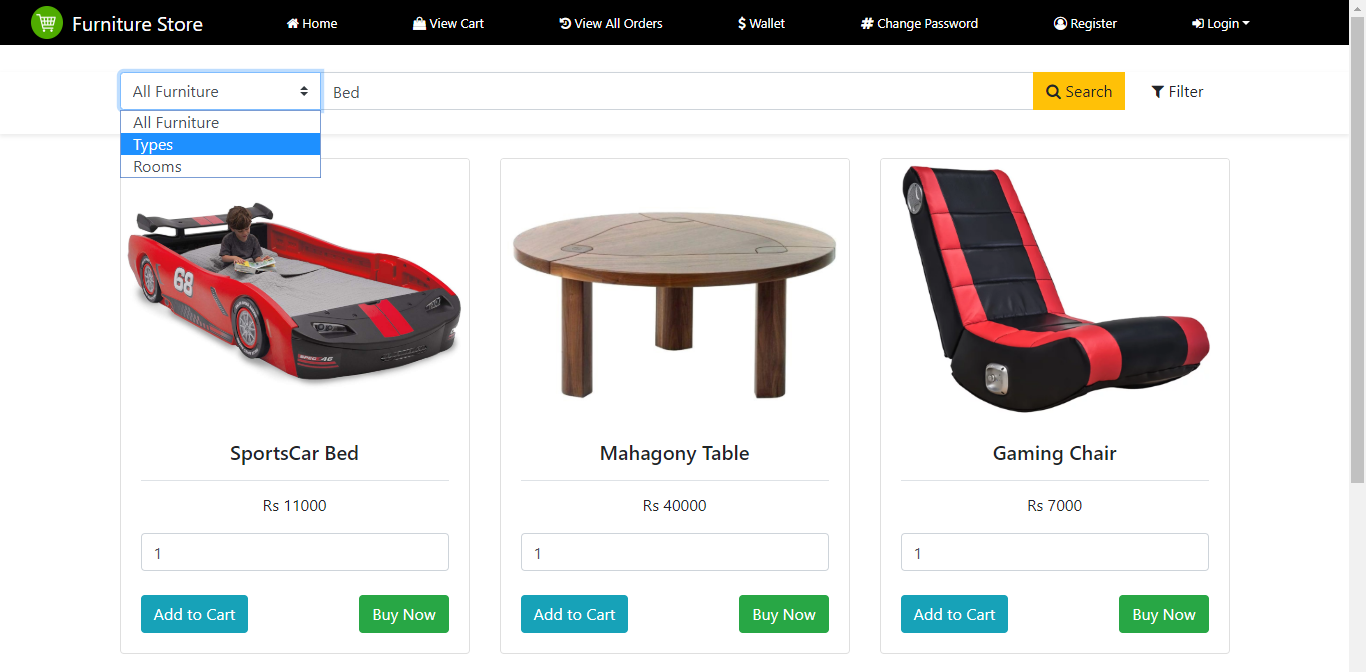 Furniture Store Home View Cart View All Orders $ Wallet # Change Password Register Login
All Furniture Bed Search Filter
All Furniture
Types
Rooms
68
SportsCar Bed Mahagony Table Gaming Chair
Rs 11000 Rs 40000 Rs 7000
1 1 1
Add to Cart Buy Now Add to Cart Buy Now Add to Cart Buy Now